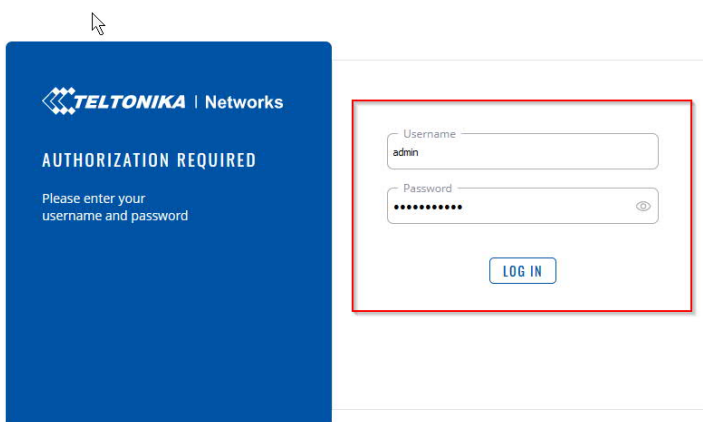 TELTONIKA | Networks
AUTHORIZATION REQUIRED
Please enter your
username and password
Username
admin
Password
•••••••••••
LOG IN